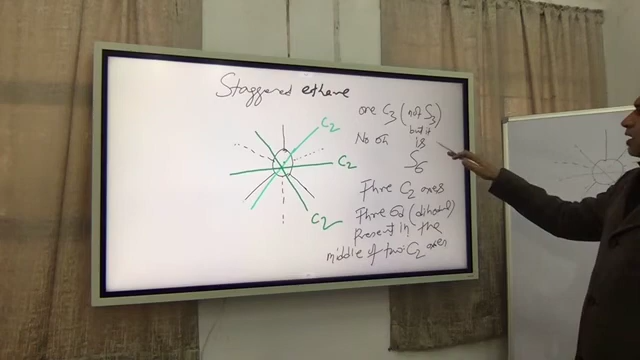 Staggered ethane
one C3 (not S3)
but it
No σh is
S6
C2
C2
C2
Three C2 axes
Three σd (dihedral)
Present in the
middle of two C2 axes